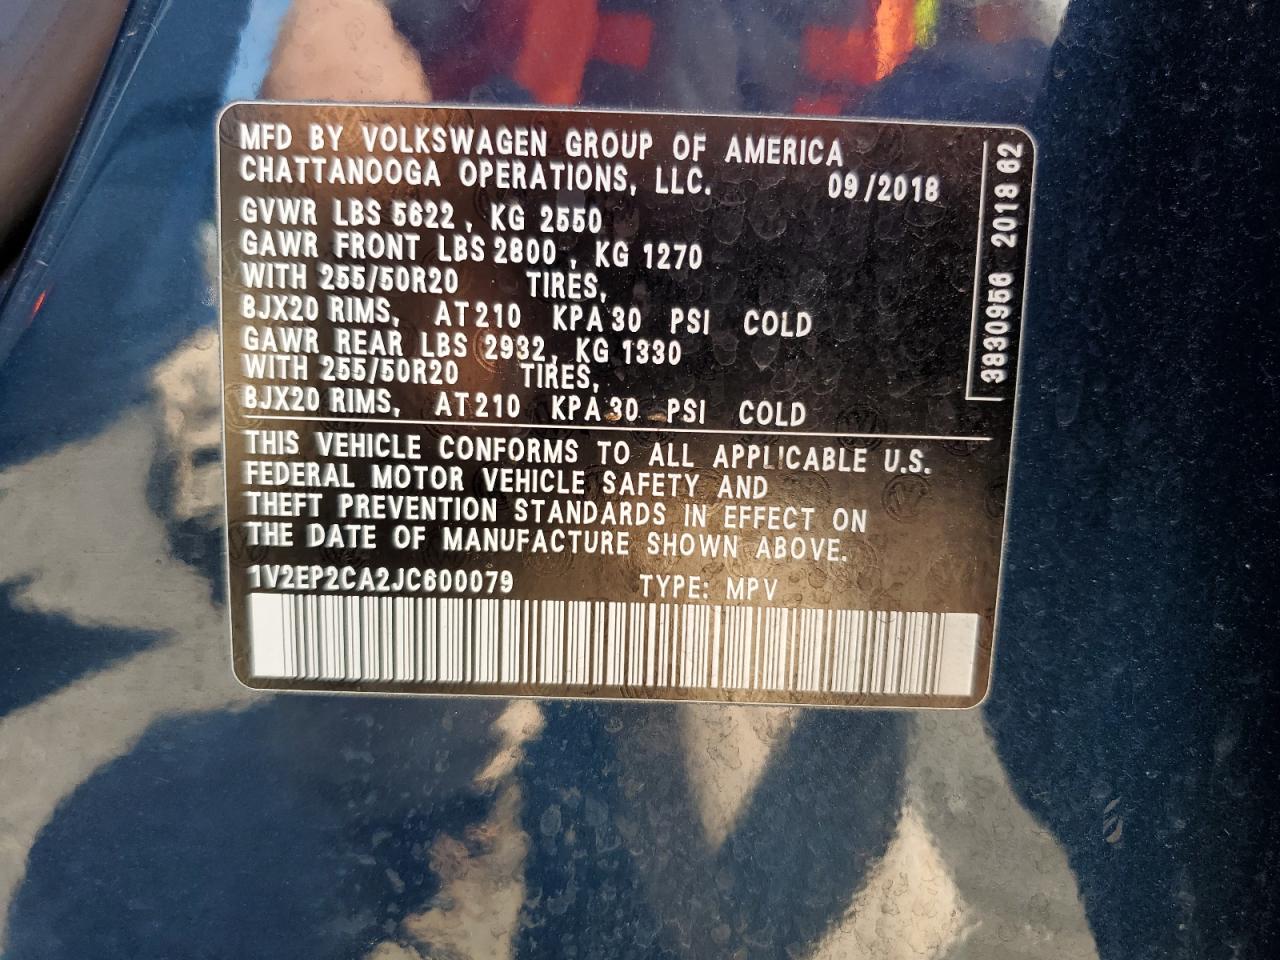 MFD BY VOLKSWAGEN GROUP OF AMERICA
CHATTANOOGA OPERATIONS, LLC. 09/2018
GVWR LBS 5622, KG 2550
GAWR FRONT LBS 2800, KG 1270
WITH 255/50R20 TIRES,
8JX20 RIMS, AT 210 KPA 30 PSI COLD
GAWR REAR LBS 2932, KG 1330
WITH 255/50R20 TIRES,
8JX20 RIMS, AT 210 KPA 30 PSI COLD
THIS VEHICLE CONFORMS TO ALL APPLICABLE U.S.
FEDERAL MOTOR VEHICLE SAFETY AND
THEFT PREVENTION STANDARDS IN EFFECT ON
THE DATE OF MANUFACTURE SHOWN ABOVE.
1V2EP2CA2JC600079 TYPE: MPV
3830956 2018 62